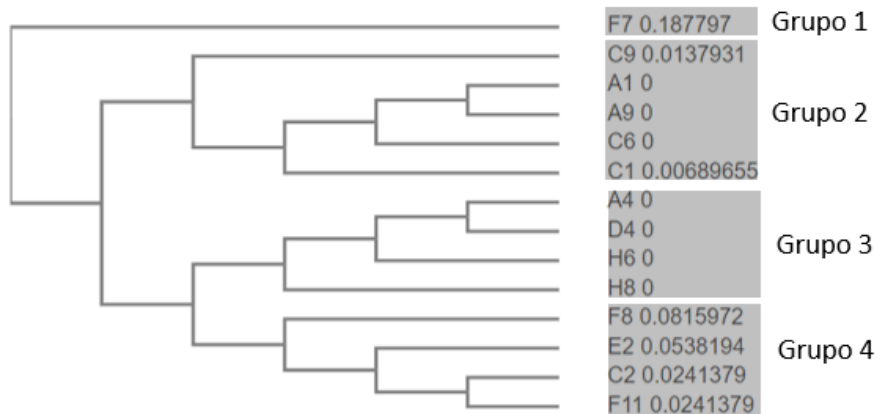 F7 0.187797
Grupo 1
C9 0.0137931
A1 0
A9 0
Grupo 2
C6 0
C1 0.00689655
A4 0
D4 0
Grupo 3
H6 0
H8 0
F8 0.0815972
E2 0.0538194
Grupo 4
C2 0.0241379
F11 0.0241379